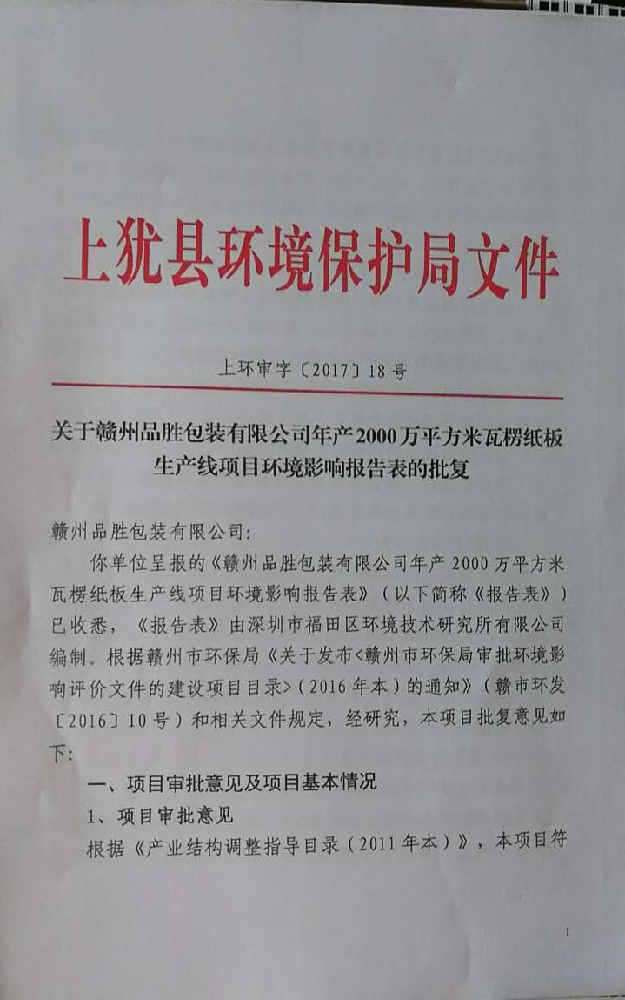 上犹县环境保护局文件
上环审字〔2017〕18号
关于赣州品胜包装有限公司年产2000万平方米瓦楞纸板
生产线项目环境影响报告表的批复
赣州品胜包装有限公司:
你单位呈报的《赣州品胜包装有限公司年产2000万平方米
瓦楞纸板生产线项目环境影响报告表》(以下简称《报告表》)
已收悉,《报告表》由深圳市福田区环境技术研究所有限公司
编制。根据赣州市环保局《关于发布<赣州市环保局审批环境影
响评价文件的建设项目目录>(2016年本)的通知》(赣市环发
〔2016〕10号)和相关文件规定,经研究,本项目批复意见如
下:
一、项目审批意见及项目基本情况
1、项目审批意见
根据《产业结构调整指导目录(2011年本)》,本项目符
1